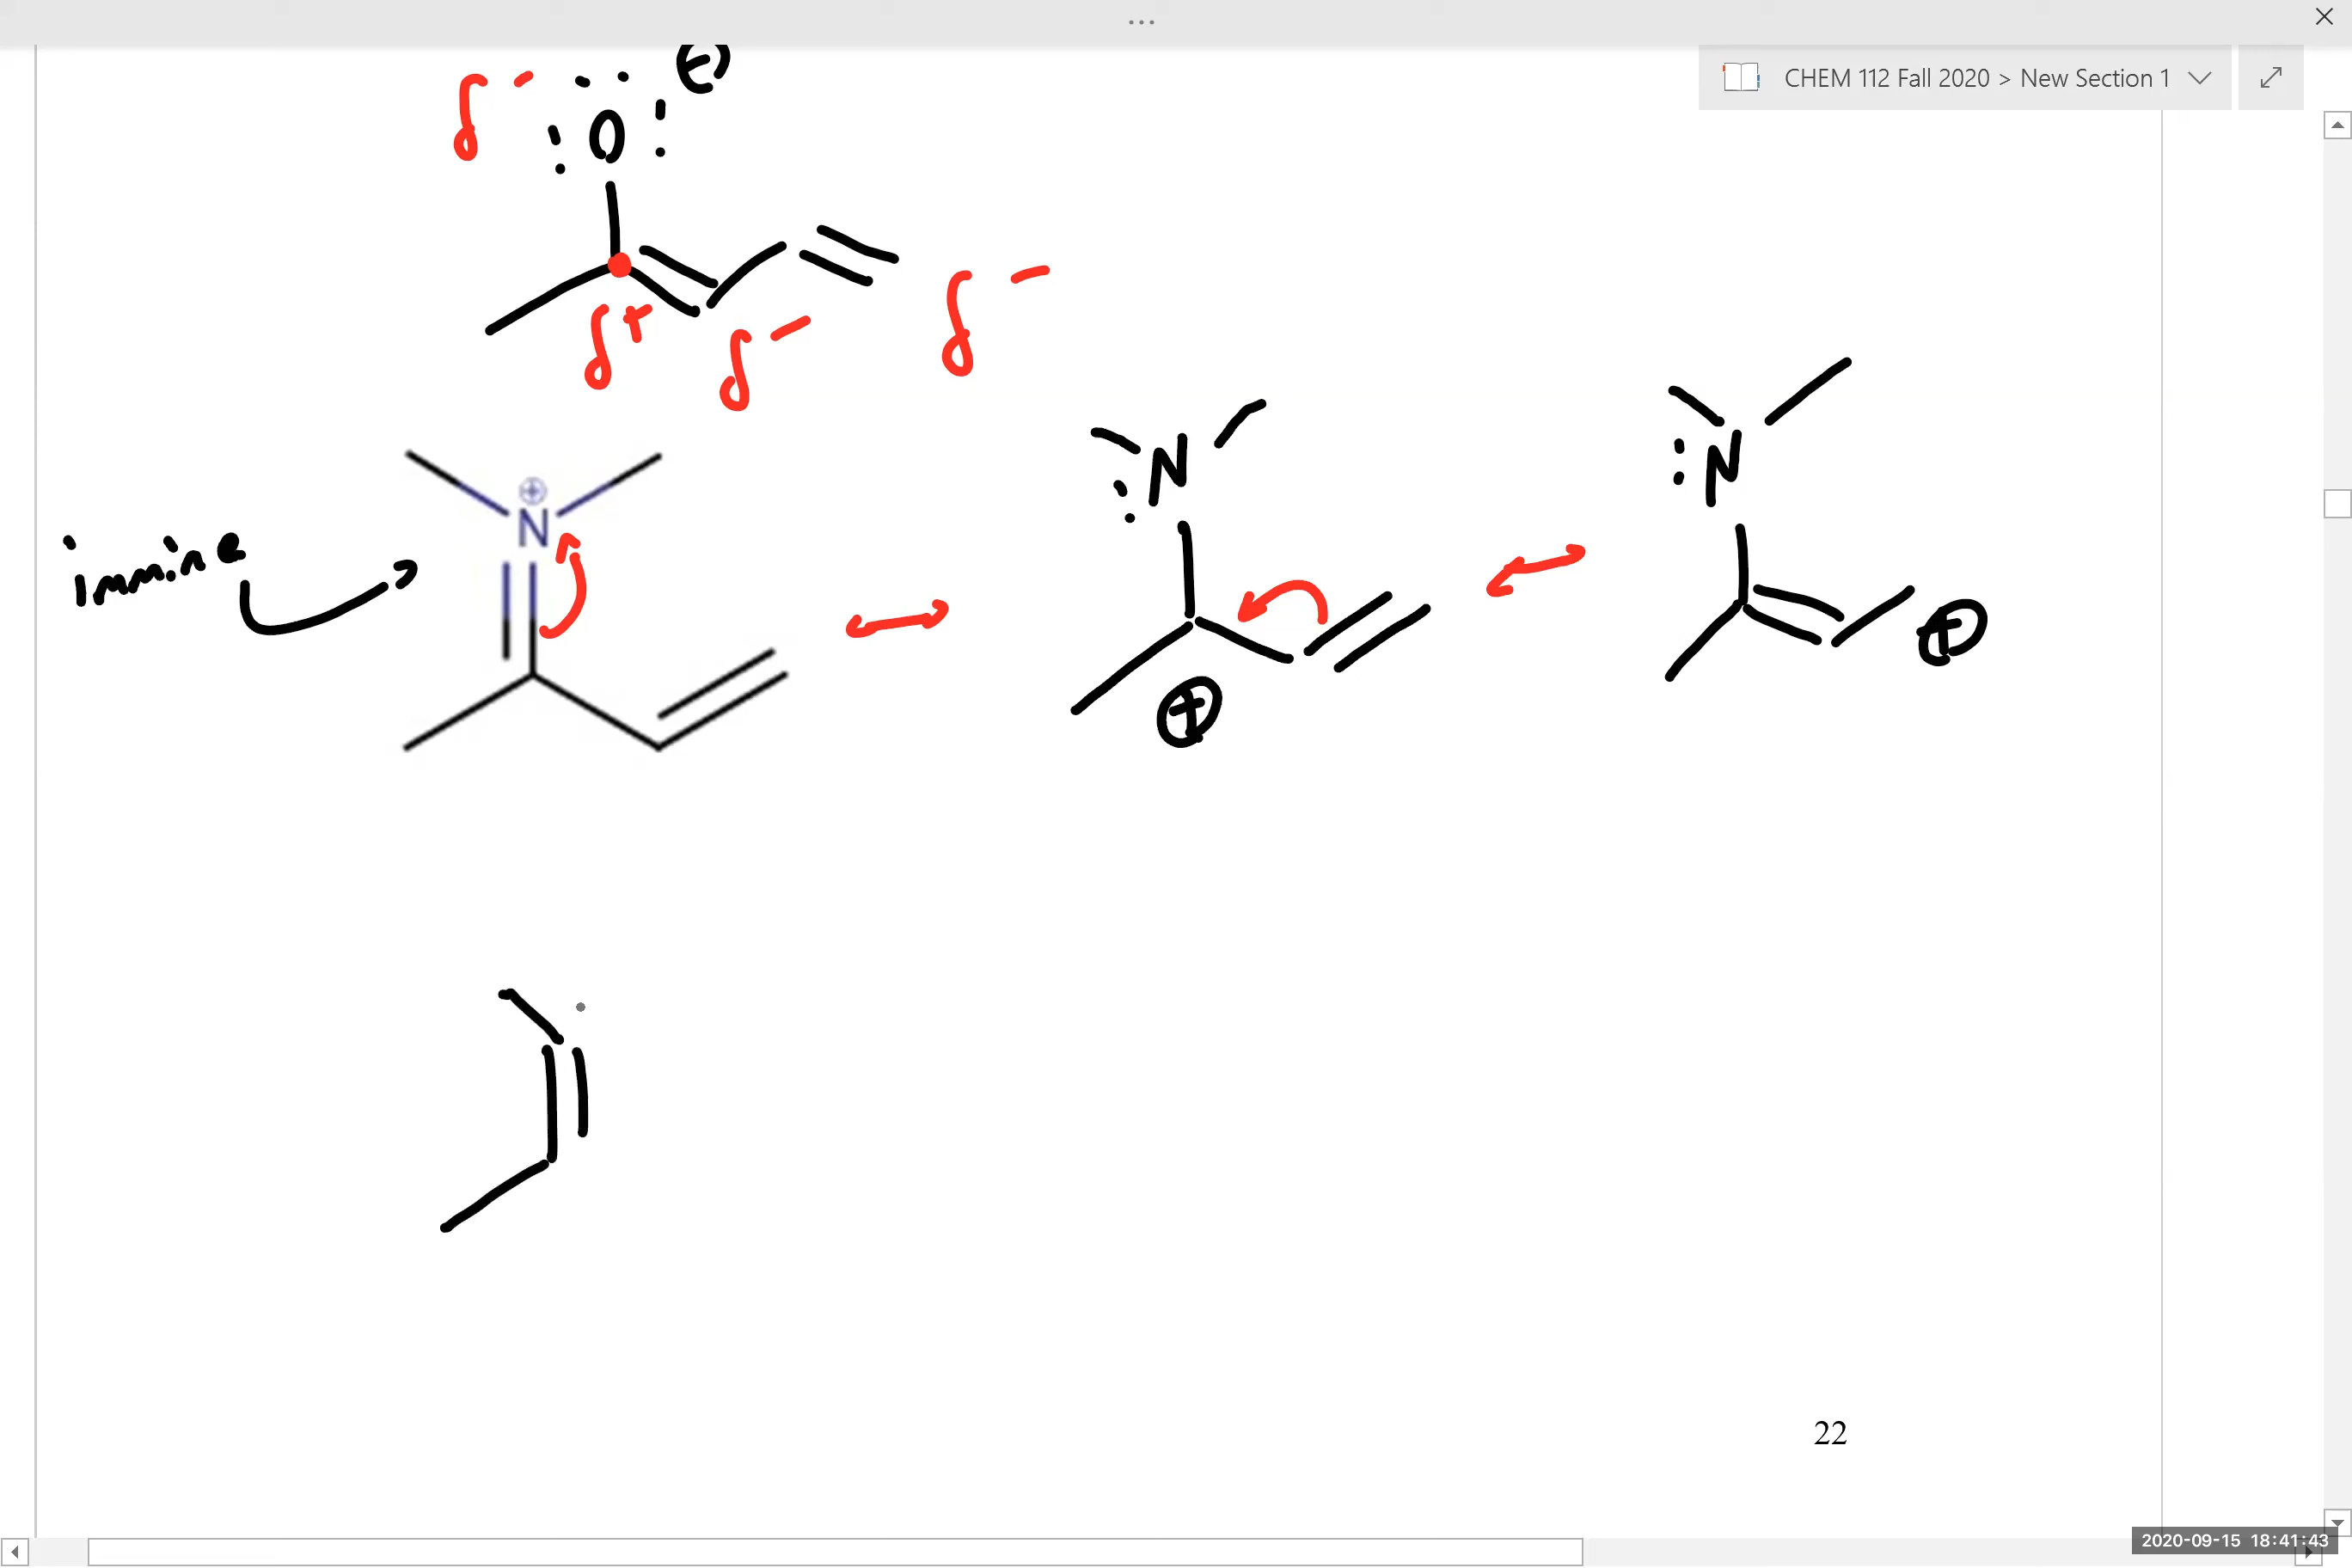 CHEM 112 Fall 2020 > New Section 1
δ-
O
⊖
δ+
δ-
δ-
imine
N
⊕
N
⊕
N
⊕
22
2020-09-15 18:41:43